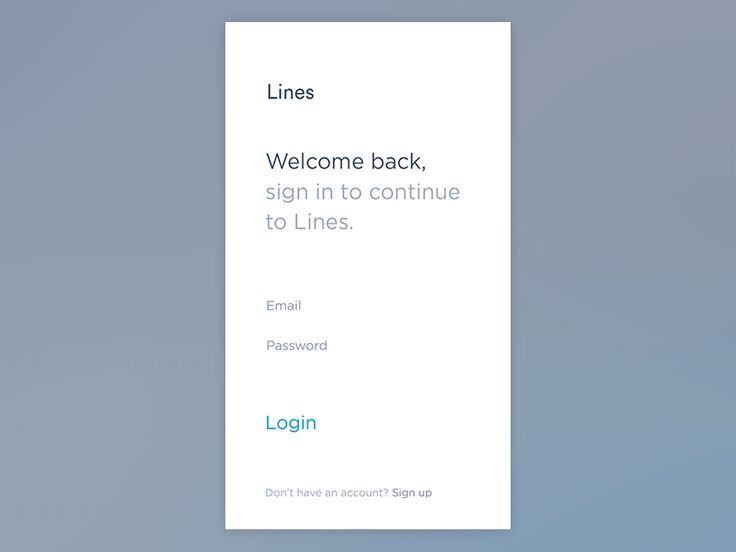 Lines
Welcome back,
sign in to continue
to Lines.
Email
Password
Login
Don't have an account? Sign up